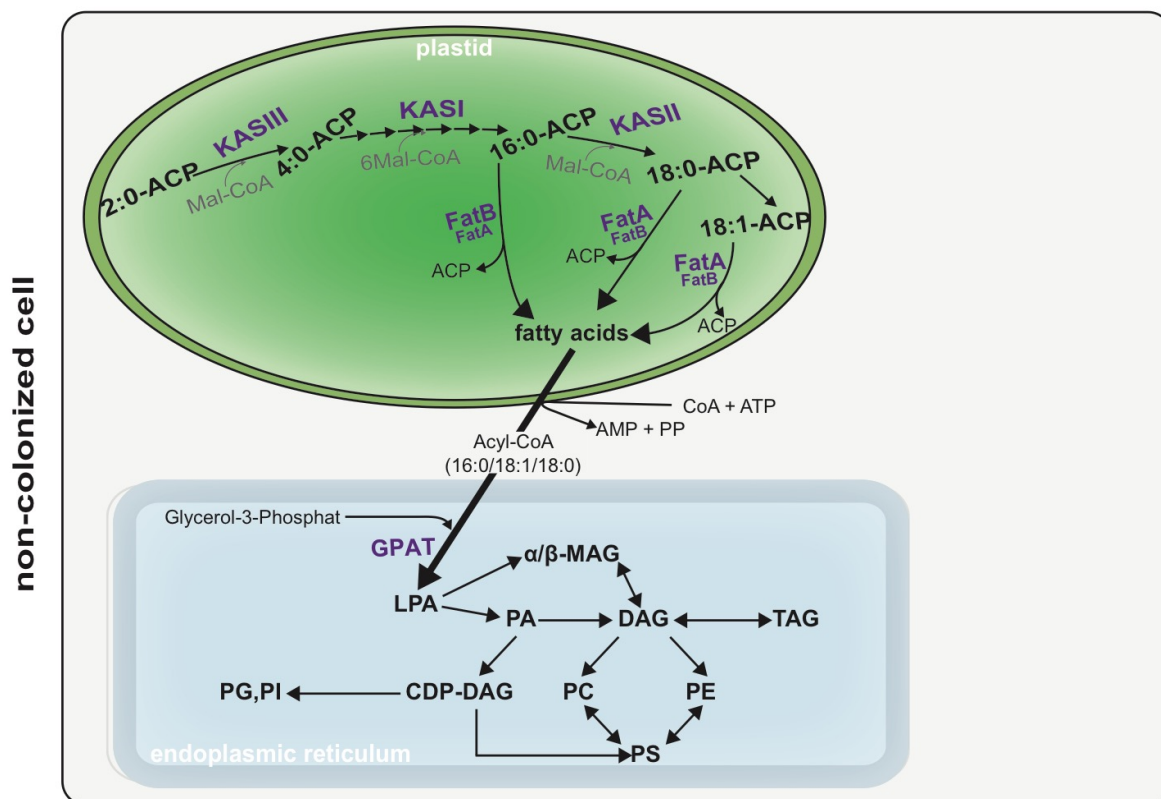 non-colonized cell
plastid
KASIII
KASI
KASII
2:0-ACP
Mal-CoA
4:0-ACP
6Mal-CoA
16:0-ACP
Mal-CoA
18:0-ACP
18:1-ACP
FatB
FatA
ACP
FatA
FatB
ACP
FatA
FatB
ACP
fatty acids
CoA + ATP
AMP + PP
Acyl-CoA
(16:0/18:1/18:0)
Glycerol-3-Phosphat
GPAT
α/β-MAG
LPA
PA
DAG
TAG
PG,PI
CDP-DAG
PC
PE
PS
endoplasmic reticulum